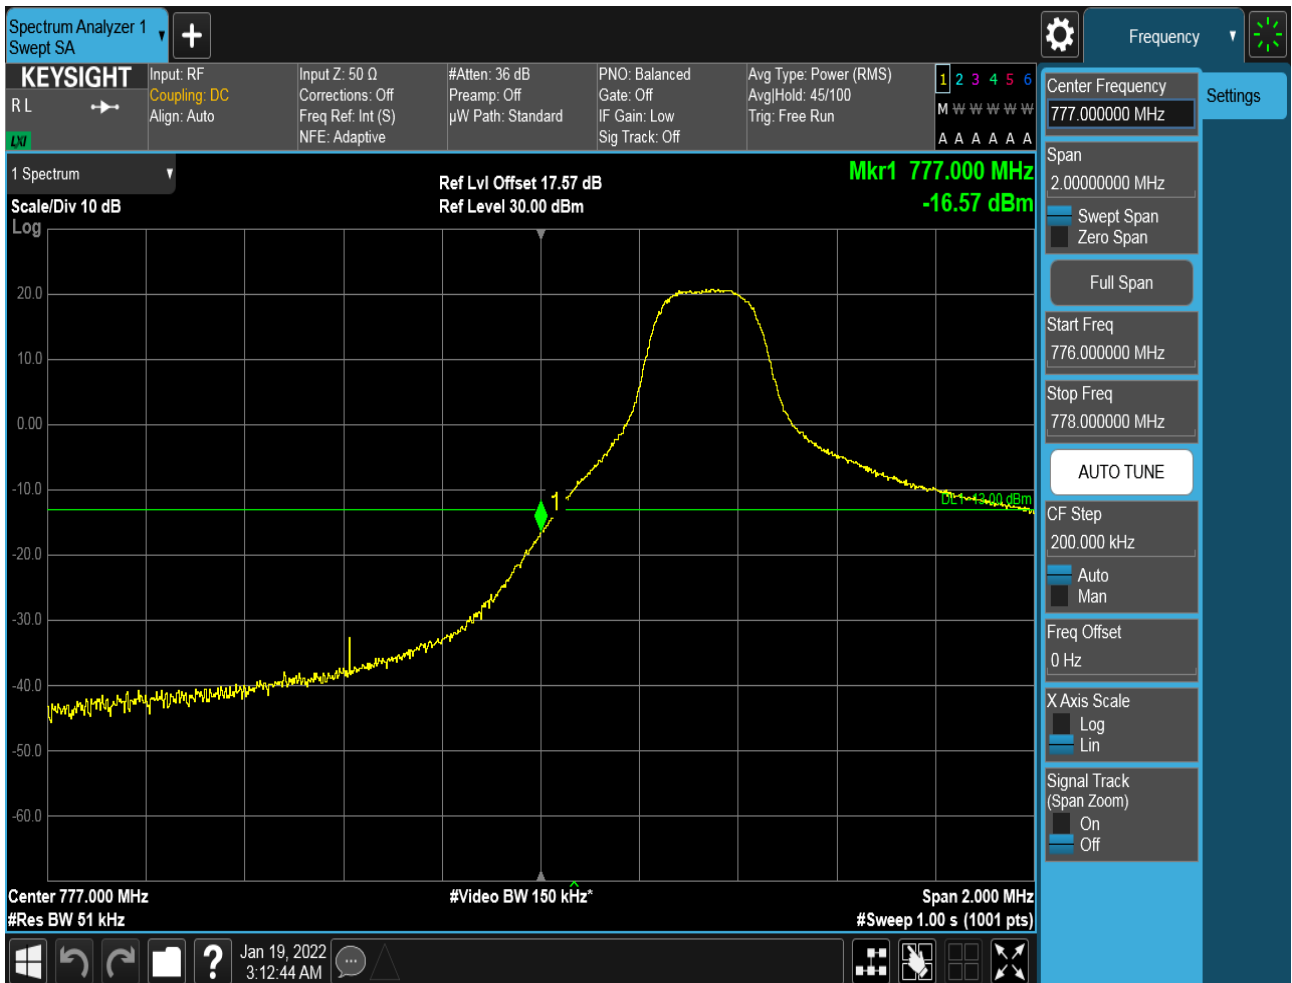 Spectrum Analyzer 1
Swept SA
Frequency
KEYSIGHT
R L
LXI
Input: RF
Coupling: DC
Align: Auto
Input Z: 50 Ω
Corrections: Off
Freq Ref: Int (S)
NFE: Adaptive
#Atten: 36 dB
Preamp: Off
µW Path: Standard
PNO: Balanced
Gate: Off
IF Gain: Low
Sig Track: Off
Avg Type: Power (RMS)
Avg|Hold: 45/100
Trig: Free Run
1 2 3 4 5 6
M W W W W W
A A A A A A
1 Spectrum
Scale/Div 10 dB
Log
Ref Lvl Offset 17.57 dB
Ref Level 30.00 dBm
Mkr1 777.000 MHz
-16.57 dBm
20.0
10.0
0.00
-10.0
-20.0
-30.0
-40.0
-50.0
-60.0
1
DL1 -13.00 dBm
Center 777.000 MHz
#Res BW 51 kHz
#Video BW 150 kHz*
Span 2.000 MHz
#Sweep 1.00 s (1001 pts)
Center Frequency
777.000000 MHz
Span
2.00000000 MHz
Swept Span
Zero Span
Full Span
Start Freq
776.000000 MHz
Stop Freq
778.000000 MHz
AUTO TUNE
CF Step
200.000 kHz
Auto
Man
Freq Offset
0 Hz
X Axis Scale
Log
Lin
Signal Track
(Span Zoom)
On
Off
Settings
?
Jan 19, 2022
3:12:44 AM